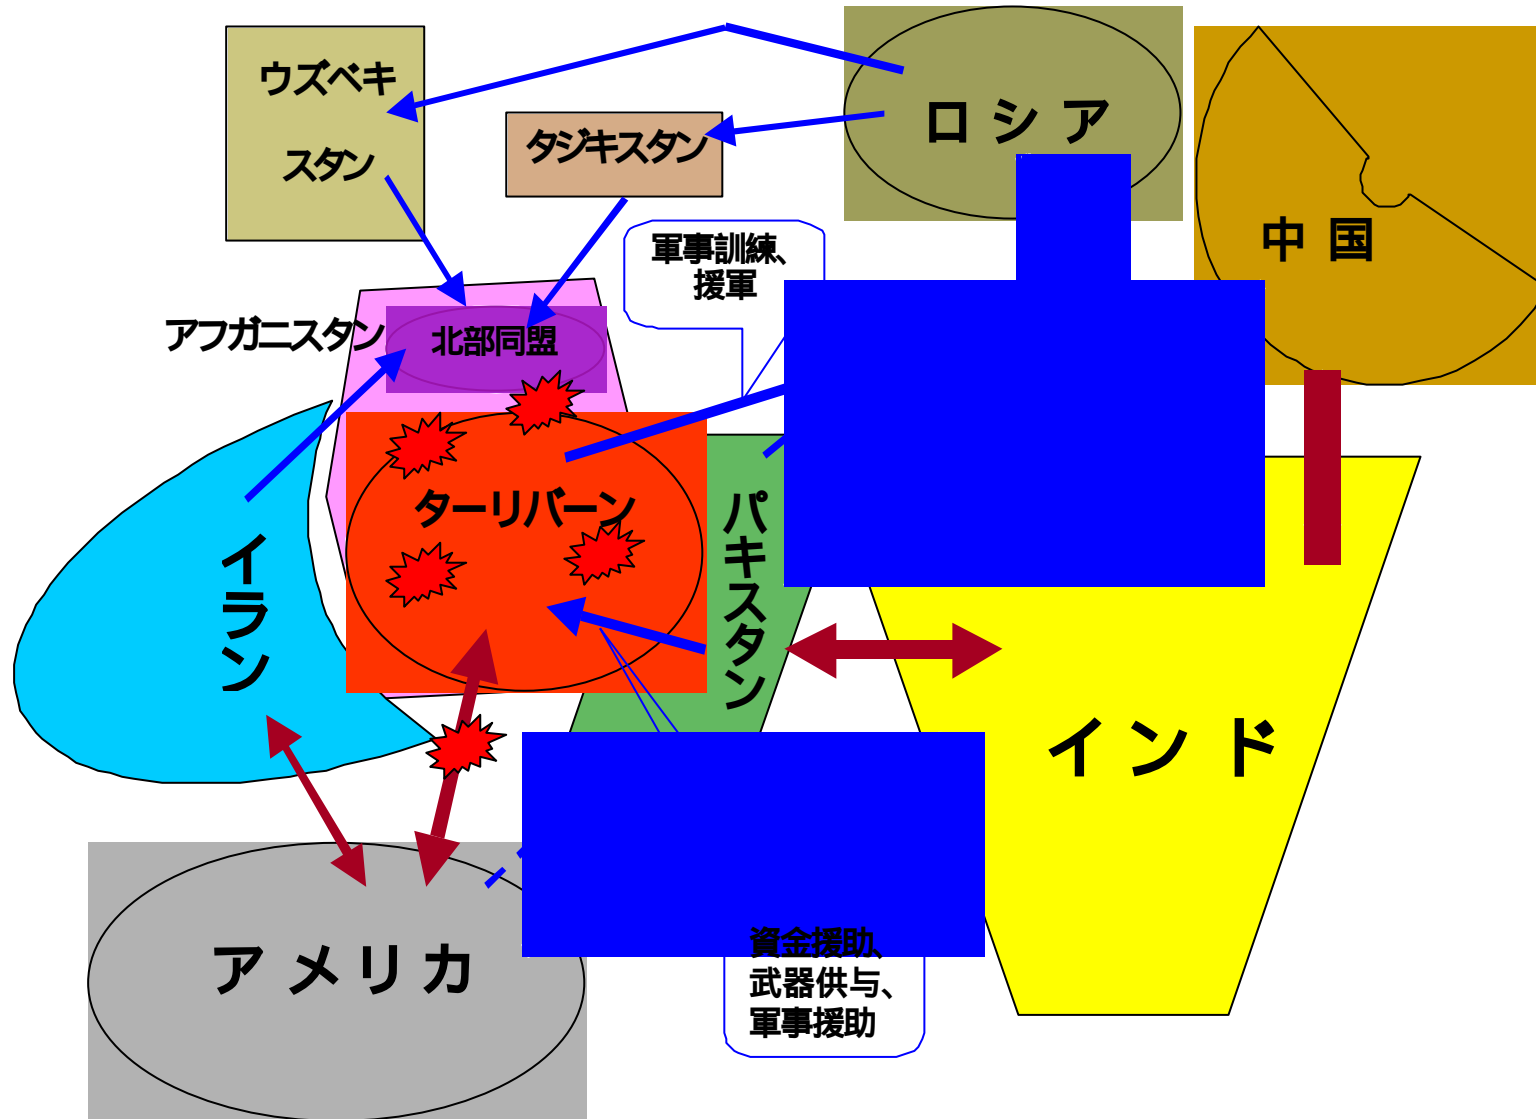 ウズベキ
スタン
タジキスタン
ロシア
中国
軍事訓練、
援軍
アフガニスタン
北部同盟
ターリバーン
パキスタン
イラン
インド
アメリカ
資金援助、
武器供与、
軍事援助